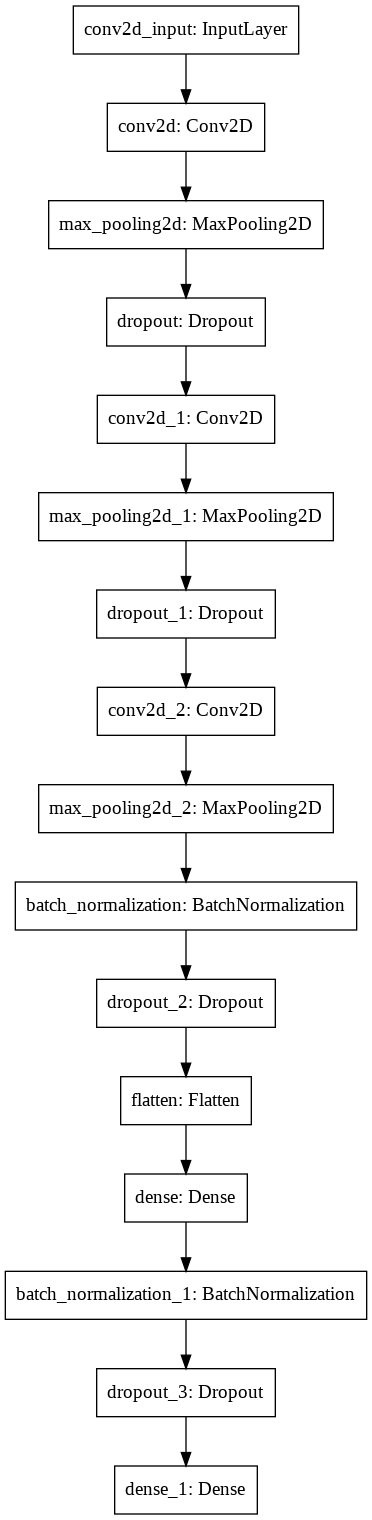 conv2d_input: InputLayer
conv2d: Conv2D
max_pooling2d: MaxPooling2D
dropout: Dropout
conv2d_1: Conv2D
max_pooling2d_1: MaxPooling2D
dropout_1: Dropout
conv2d_2: Conv2D
max_pooling2d_2: MaxPooling2D
batch_normalization: BatchNormalization
dropout_2: Dropout
flatten: Flatten
dense: Dense
batch_normalization_1: BatchNormalization
dropout_3: Dropout
dense_1: Dense